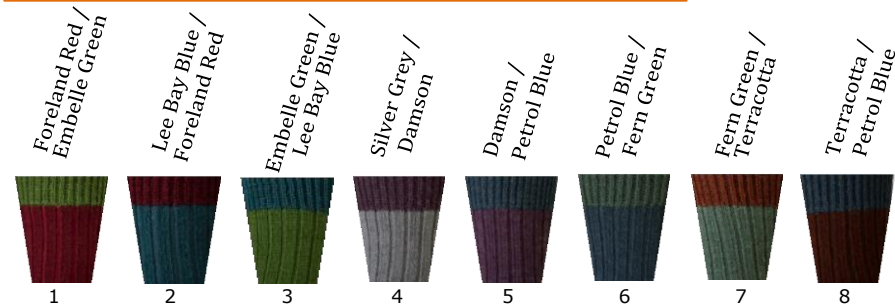 Foreland Red /
Embelle Green
Lee Bay Blue /
Foreland Red
Embelle Green /
Lee Bay Blue
Silver Grey /
Damson
Damson /
Petrol Blue
Petrol Blue /
Fern Green
Fern Green /
Terracotta
Terracotta /
Petrol Blue
1
2
3
4
5
6
7
8